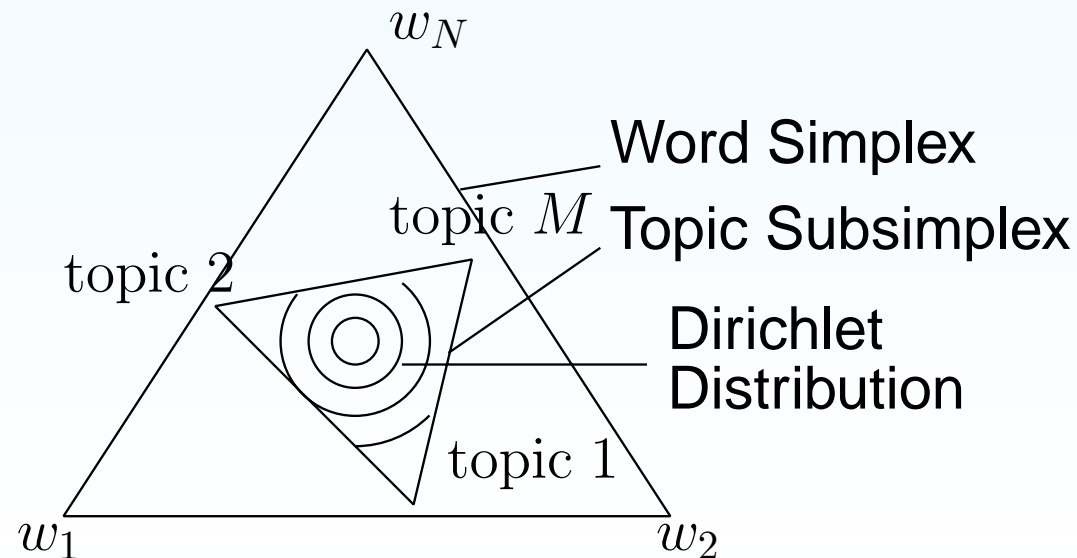 w_N
Word Simplex
topic M
Topic Subsimplex
topic 2
Dirichlet
Distribution
topic 1
w_1
w_2